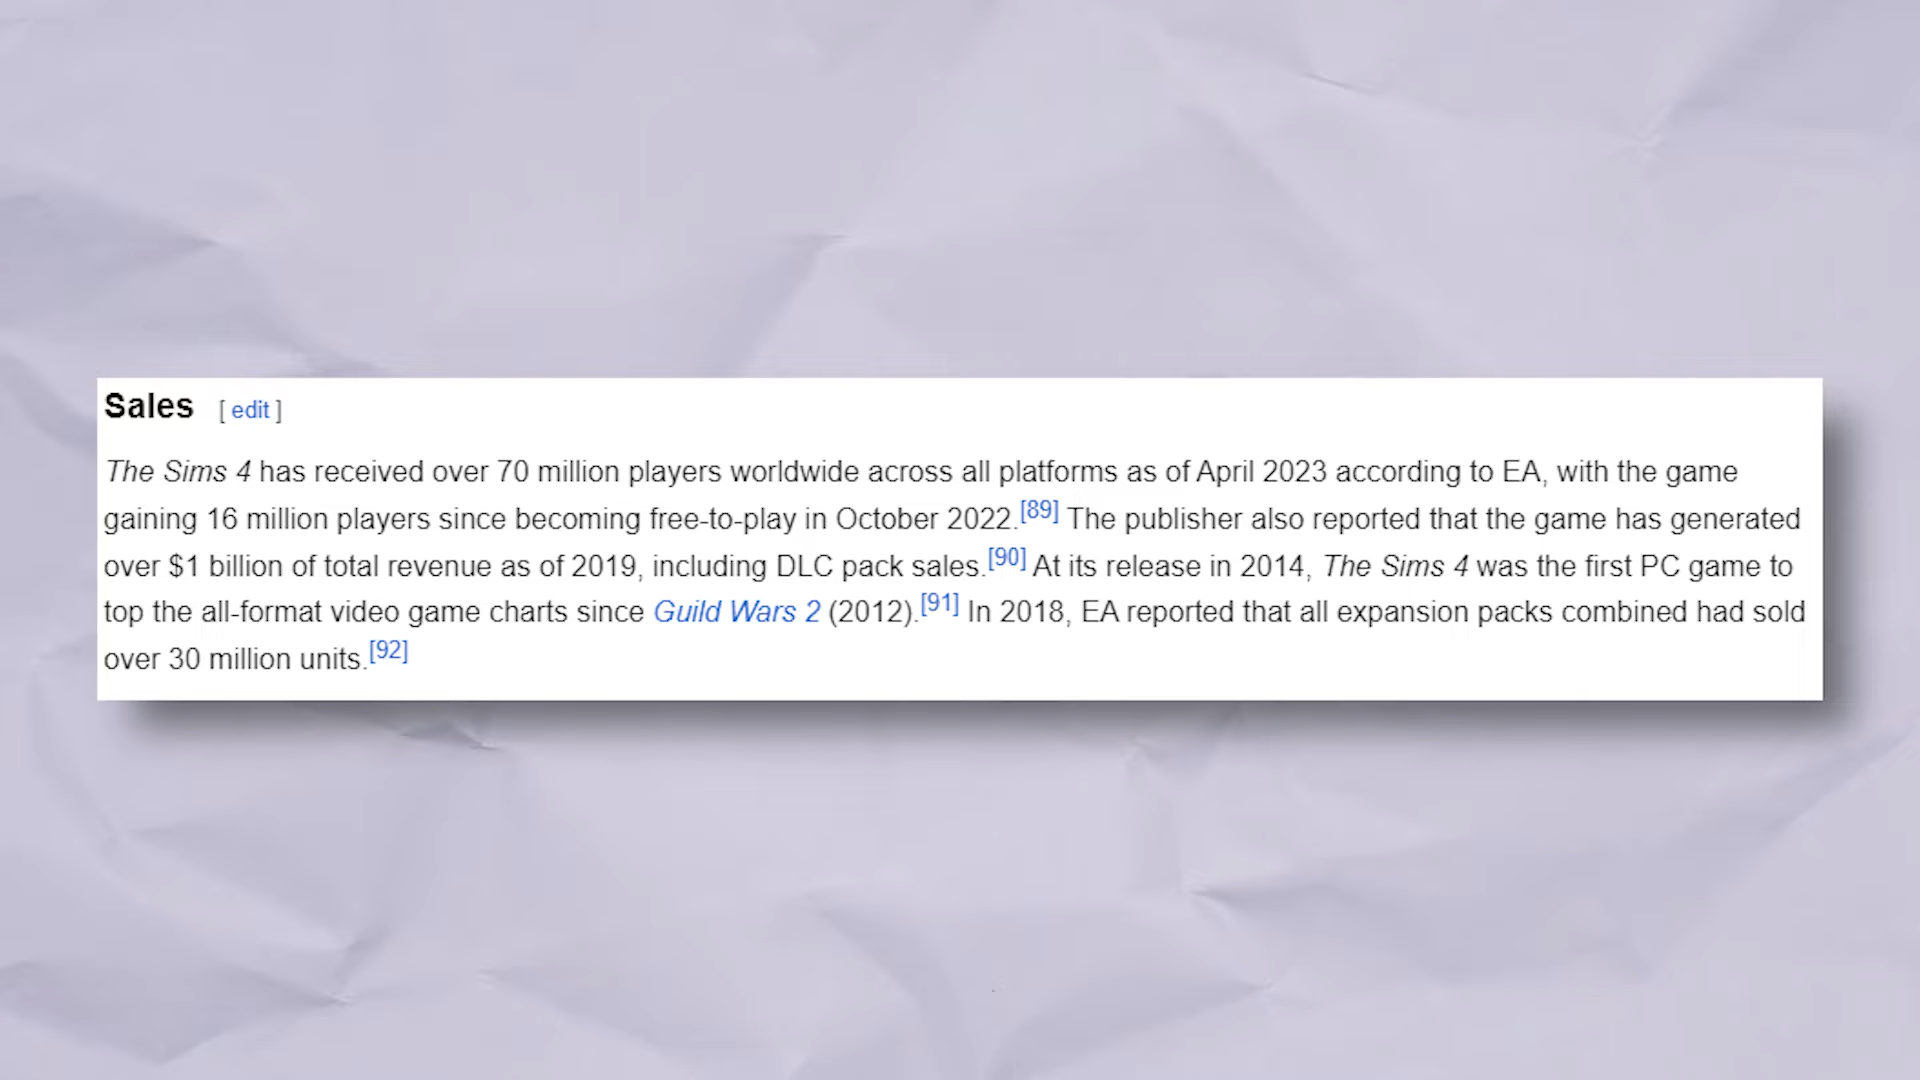 Sales [ edit ]
The Sims 4 has received over 70 million players worldwide across all platforms as of April 2023 according to EA, with the game
gaining 16 million players since becoming free-to-play in October 2022.[89] The publisher also reported that the game has generated
over $1 billion of total revenue as of 2019, including DLC pack sales.[90] At its release in 2014, The Sims 4 was the first PC game to
top the all-format video game charts since Guild Wars 2 (2012).[91] In 2018, EA reported that all expansion packs combined had sold
over 30 million units.[92]